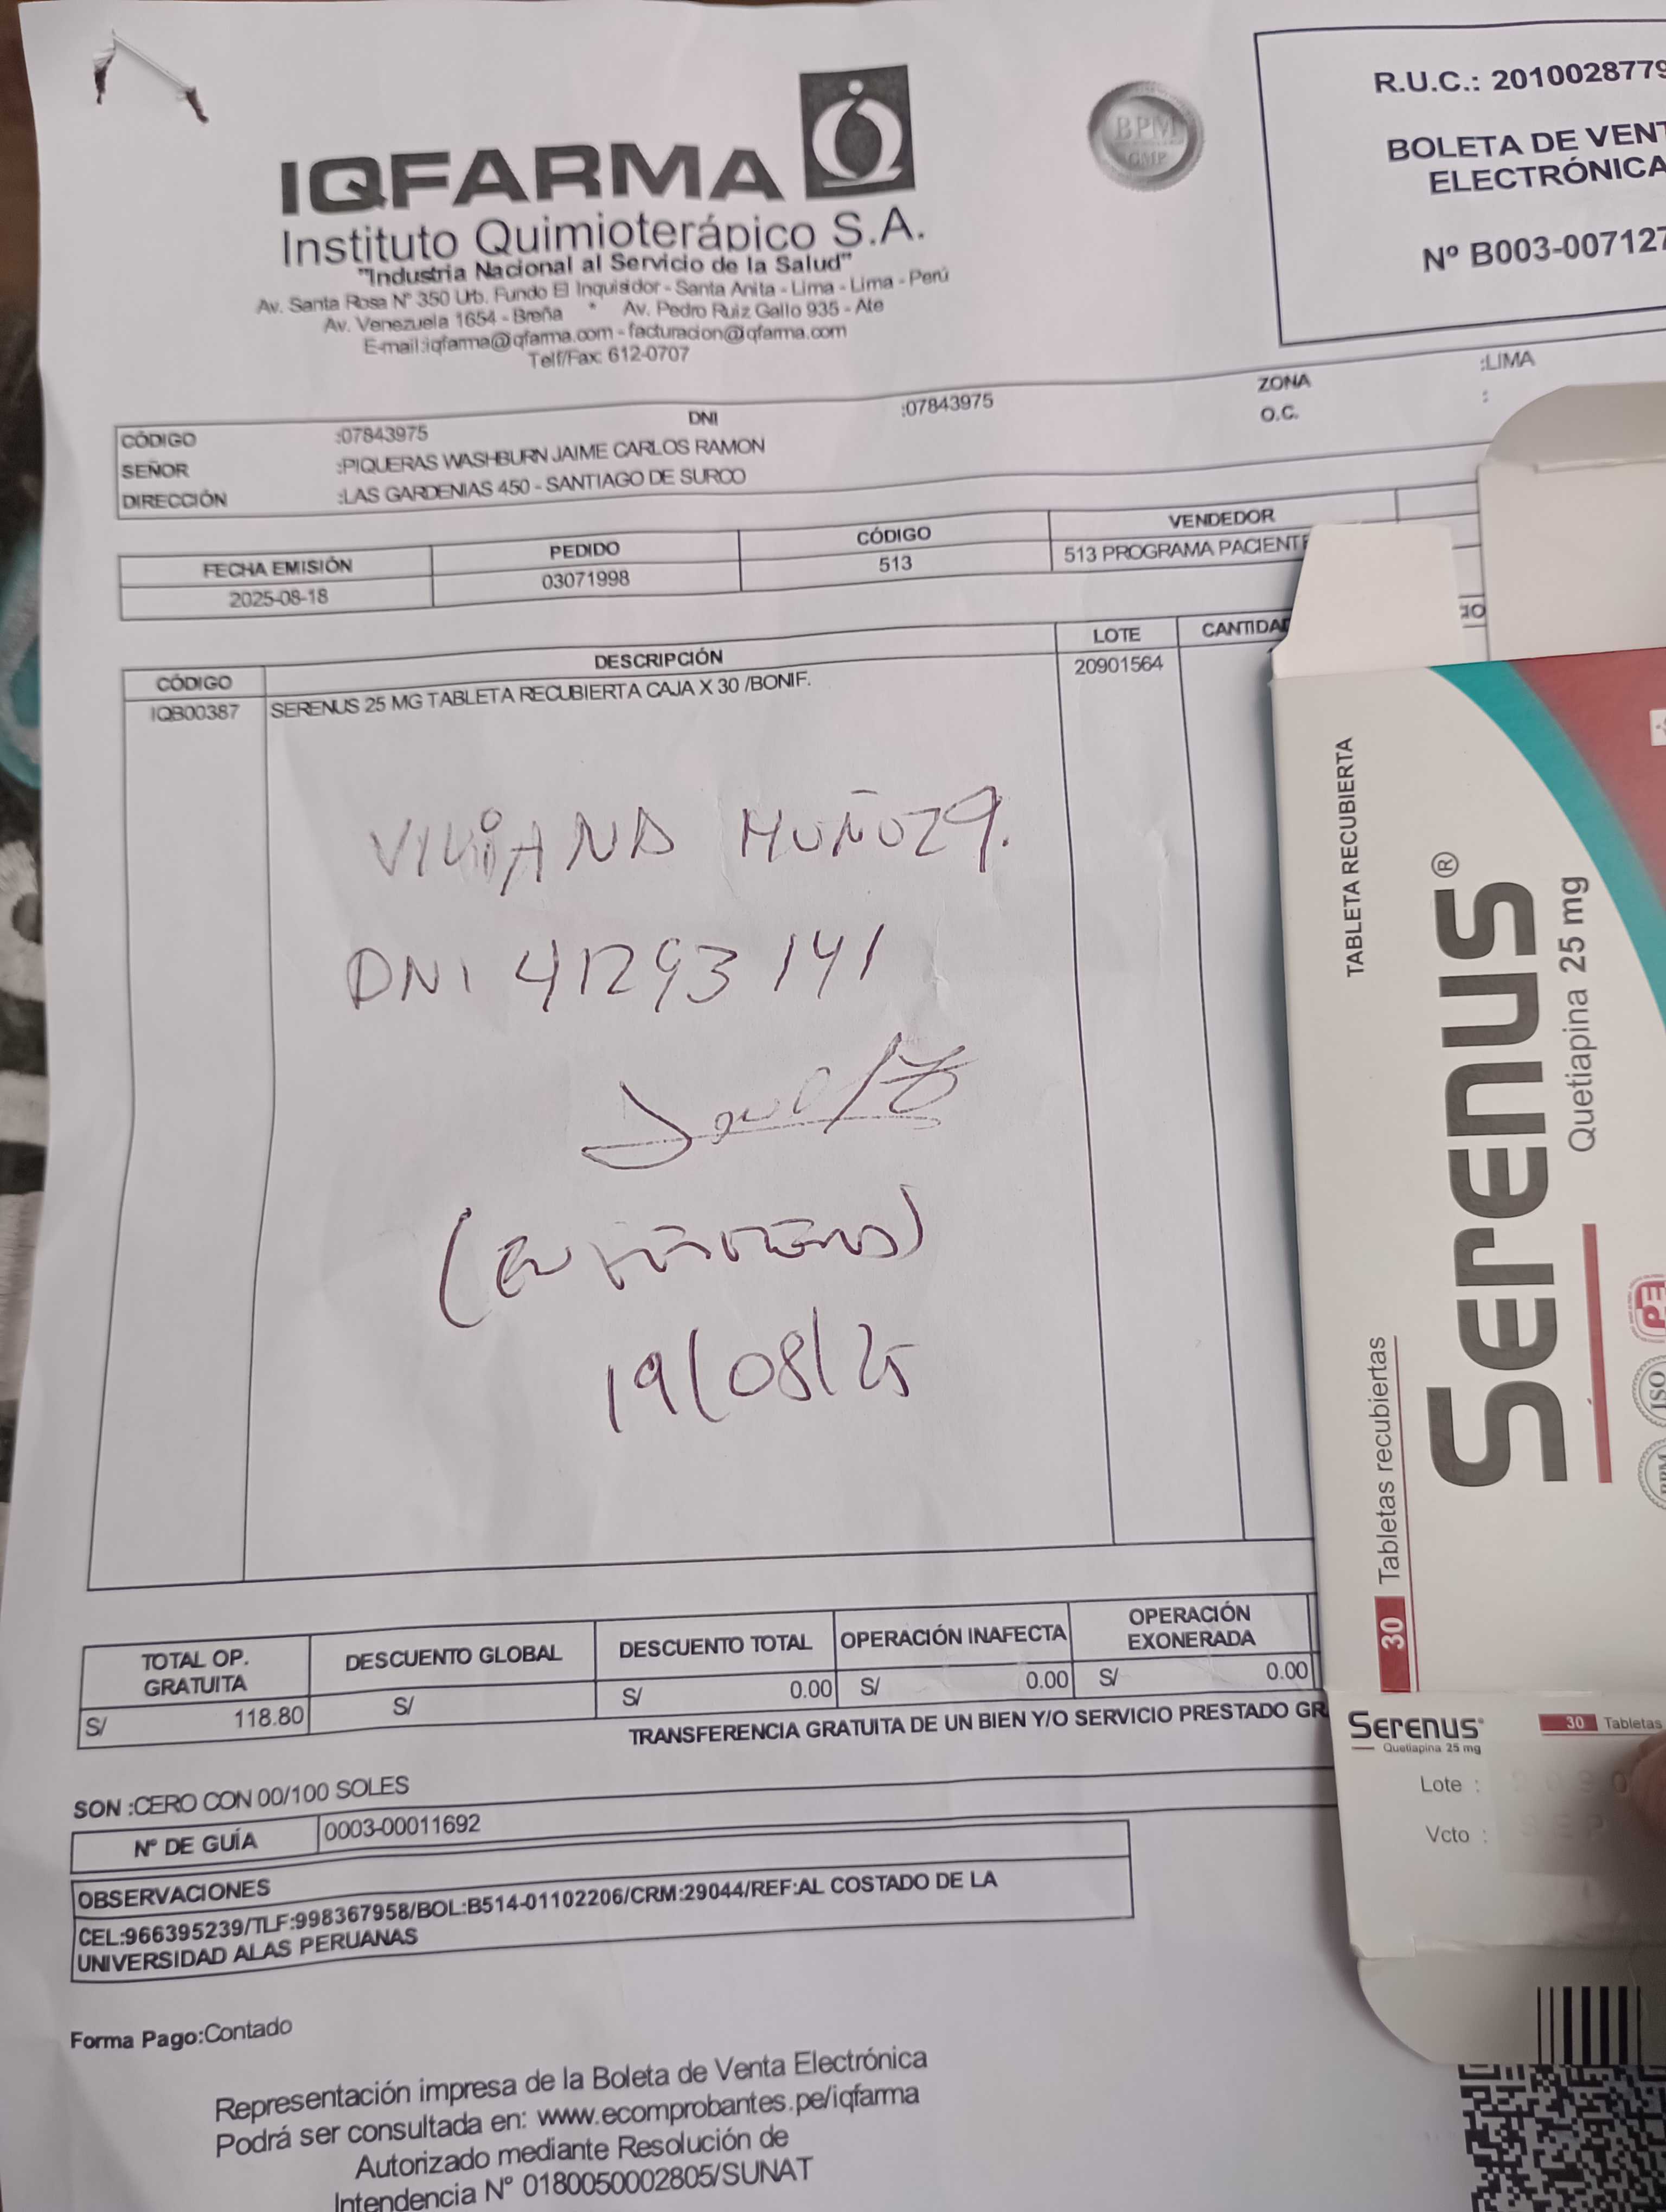 IQFARMA
Instituto Quimioterápico S.A.
"Industria Nacional al Servicio de la Salud"
Av. Santa Rosa Nº 350 Urb. Fundo El Inquisidor - Santa Anita - Lima - Lima - Perú
Av. Venezuela 1654 - Breña * Av. Pedro Ruiz Gallo 935 - Ate
E-mail:iqfarma@iqfarma.com - facturacion@iqfarma.com
Telf/Fax: 612-0707
BPM
GMP
R.U.C.: 2010028779
BOLETA DE VENT
ELECTRÓNICA
Nº B003-007127
CÓDIGO :07843975 DNI :07843975 ZONA :LIMA
SEÑOR :PIQUERAS WASHBURN JAIME CARLOS RAMON O.C. :
DIRECCIÓN :LAS GARDENIAS 450 - SANTIAGO DE SURCO
FECHA EMISIÓN PEDIDO CÓDIGO VENDEDOR
2025-08-18 03071998 513 513 PROGRAMA PACIENTE
CÓDIGO DESCRIPCIÓN LOTE CANTIDAD
IQB00387 SERENUS 25 MG TABLETA RECUBIERTA CAJA X 30 /BONIF. 20901564
VIVIANA MUÑOZ
DNI 41293141
19/08/25
TOTAL OP. GRATUITA DESCUENTO GLOBAL DESCUENTO TOTAL OPERACIÓN INAFECTA OPERACIÓN EXONERADA
S/ 118.80 S/ S/ 0.00 S/ 0.00 S/ 0.00
TRANSFERENCIA GRATUITA DE UN BIEN Y/O SERVICIO PRESTADO GR
SON :CERO CON 00/100 SOLES
Nº DE GUÍA 0003-00011692
OBSERVACIONES
CEL:966395239/TLF:998367958/BOL:B514-01102206/CRM:29044/REF:AL COSTADO DE LA
UNIVERSIDAD ALAS PERUANAS
Forma Pago:Contado
Representación impresa de la Boleta de Venta Electrónica
Podrá ser consultada en: www.ecomprobantes.pe/iqfarma
Autorizado mediante Resolución de
Intendencia N° 0180050002805/SUNAT
TABLETA RECUBIERTA
Serenus®
Quetiapina 25 mg
30 Tabletas recubiertas
ISO
BPM
Serenus
30 Tabletas
Quetiapina 25 mg
Lote :
Vcto :